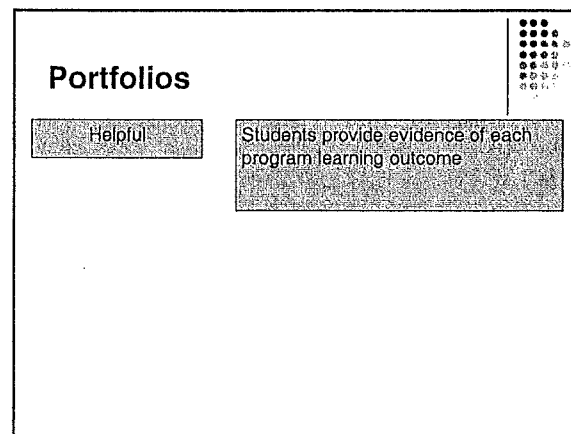 Portfolios
Helpful
Students provide evidence of each
program learning outcome